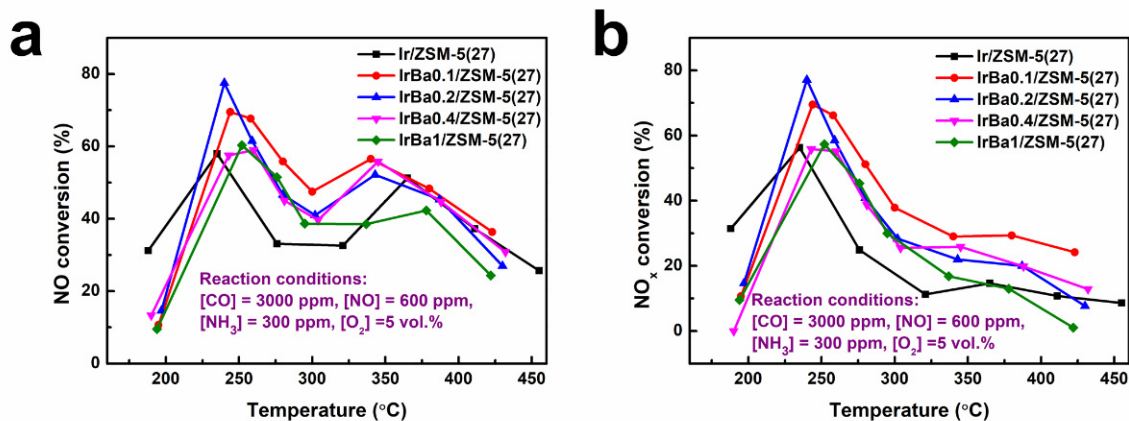 a
NO conversion (%)
80
60
40
20
0
200
250
300
350
400
450
Temperature (°C)
Ir/ZSM-5(27)
IrBa0.1/ZSM-5(27)
IrBa0.2/ZSM-5(27)
IrBa0.4/ZSM-5(27)
IrBa1/ZSM-5(27)
Reaction conditions:
[CO] = 3000 ppm, [NO] = 600 ppm,
[NH₃] = 300 ppm, [O₂] =5 vol.%
b
NOₓ conversion (%)
80
60
40
20
0
200
250
300
350
400
450
Temperature (°C)
Ir/ZSM-5(27)
IrBa0.1/ZSM-5(27)
IrBa0.2/ZSM-5(27)
IrBa0.4/ZSM-5(27)
IrBa1/ZSM-5(27)
Reaction conditions:
[CO] = 3000 ppm, [NO] = 600 ppm,
[NH₃] = 300 ppm, [O₂] =5 vol.%